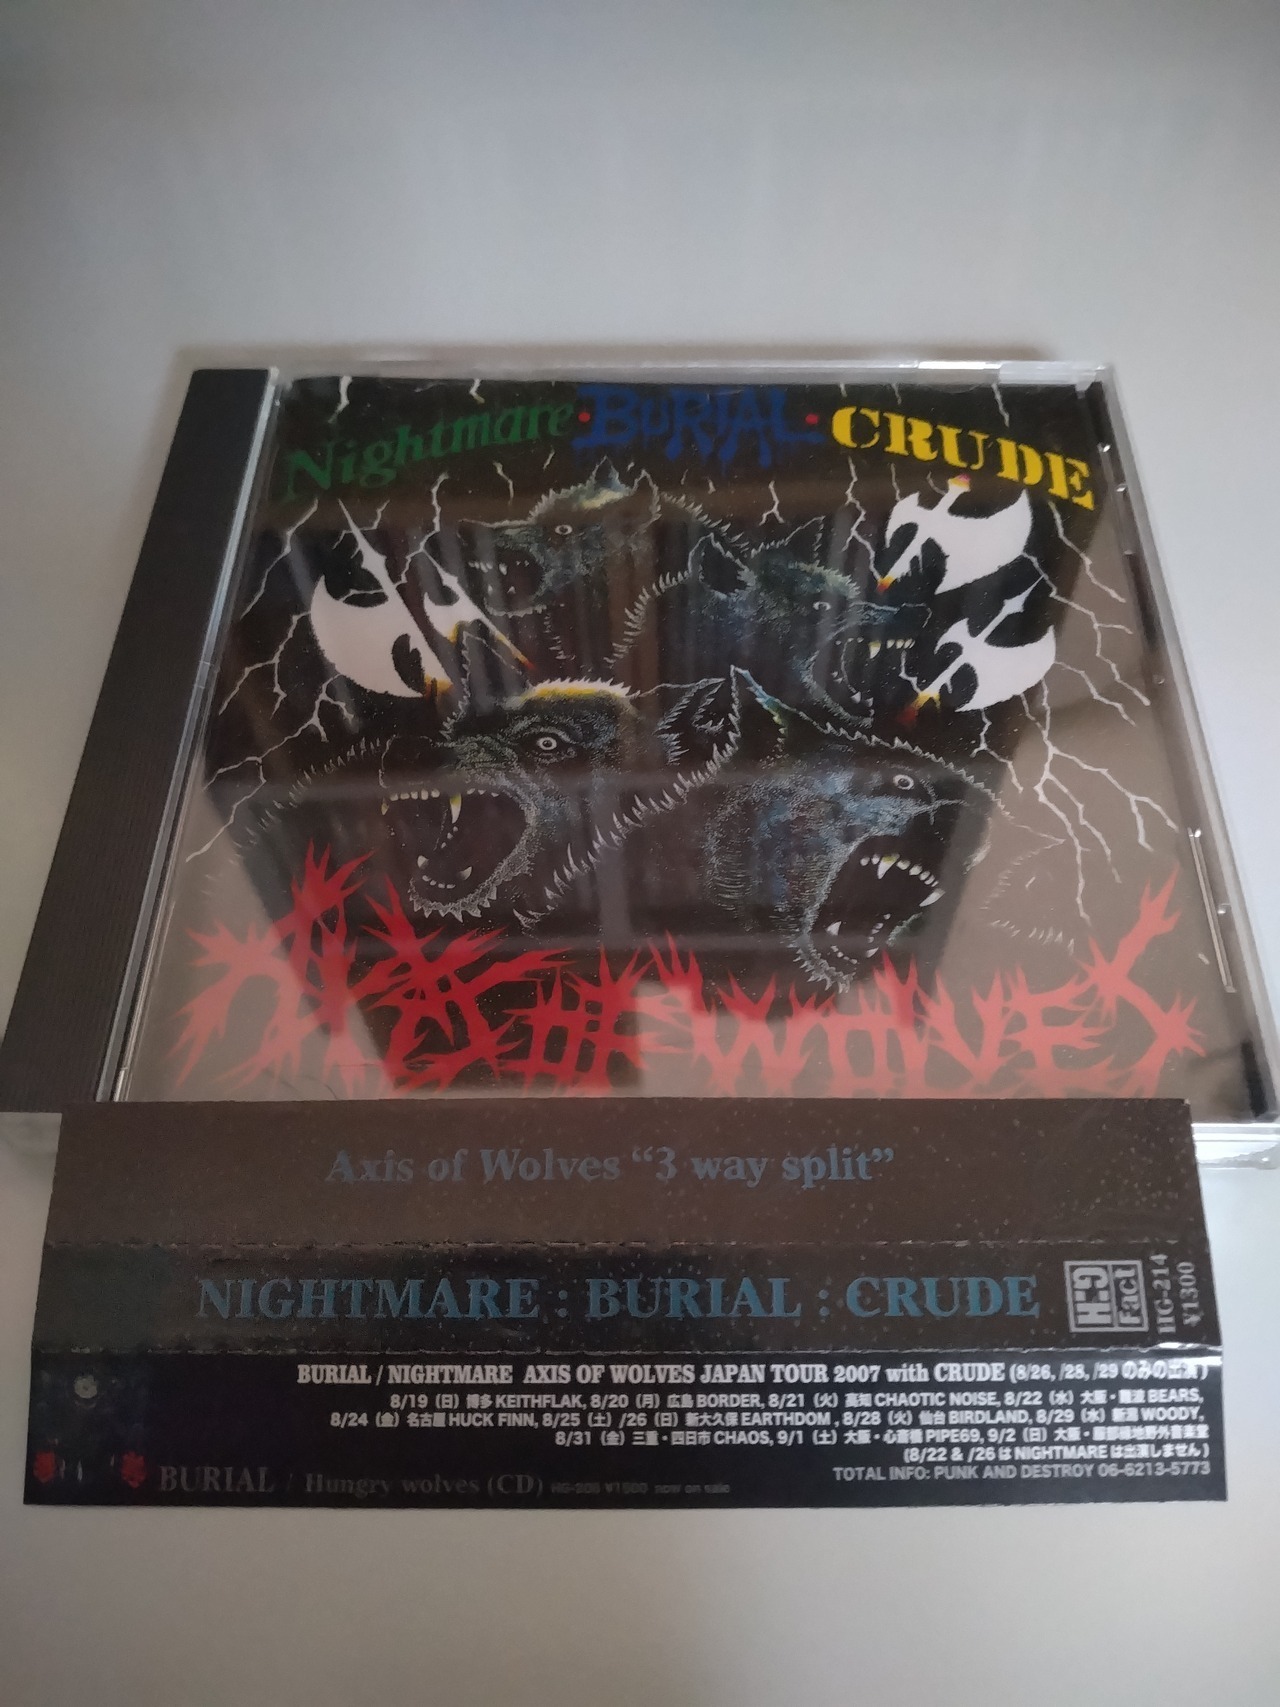 Nightmare・BURIAL・CRUDE
AXIS OF WOLVES
Axis of Wolves “3 way split”
NIGHTMARE : BURIAL : CRUDE
HG Fact
HG-214
¥1300
BURIAL / NIGHTMARE AXIS OF WOLVES JAPAN TOUR 2007 with CRUDE (8/26, /28, /29 のみの出演)
8/19（日）博多 KEITHFLAK, 8/20（月）広島 BORDER, 8/21（火）高知 CHAOTIC NOISE, 8/22（水）大阪・難波 BEARS,
8/24（金）名古屋 HUCK FINN, 8/25（土）/26（日）新大久保 EARTHDOM , 8/28（火）仙台 BIRDLAND, 8/29（水）新潟 WOODY,
8/31（金）三重・四日市 CHAOS, 9/1（土）大阪・心斎橋 PIPE69, 9/2（日）大阪・服部緑地野外音楽堂
(8/22 & /26 は NIGHTMARE は出演しません)
TOTAL INFO: PUNK AND DESTROY 06-6213-5773
BURIAL / Hungry wolves (CD) now on sale